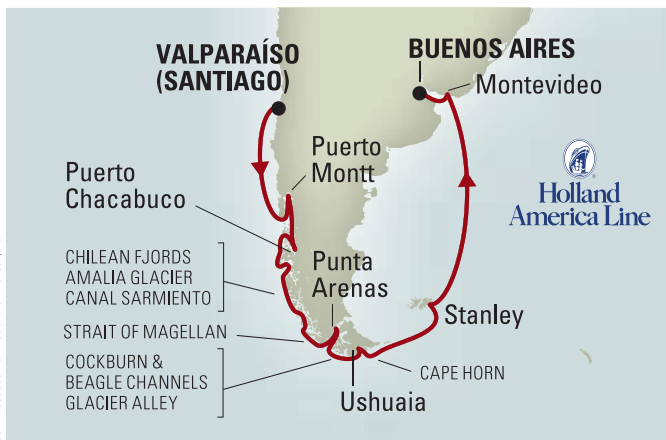 VALPARAÍSO
(SANTIAGO)
BUENOS AIRES
Montevideo
Puerto
Montt
Puerto
Chacabuco
Holland
America Line
CHILEAN FJORDS
AMALIA GLACIER
CANAL SARMIENTO
Punta
Arenas
Stanley
STRAIT OF MAGELLAN
COCKBURN &
BEAGLE CHANNELS
GLACIER ALLEY
CAPE HORN
Ushuaia